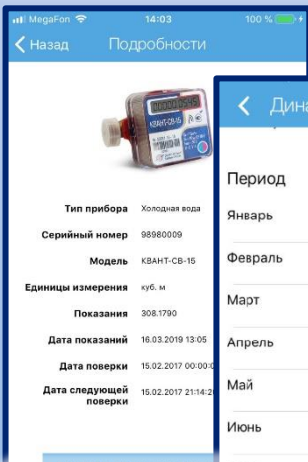 MegaFon 14:03 100 %
Назад Подробности
КВАНТ-СВ-15
Тип прибора Холодная вода
Серийный номер 98980009
Модель КВАНТ-СВ-15
Единицы измерения куб. м
Показания 308.1790
Дата показаний 16.03.2019 13:05
Дата поверки 15.02.2017 00:00:0
Дата следующей поверки 15.02.2017 21:14:2
Дина
Период
Январь
Февраль
Март
Апрель
Май
Июнь